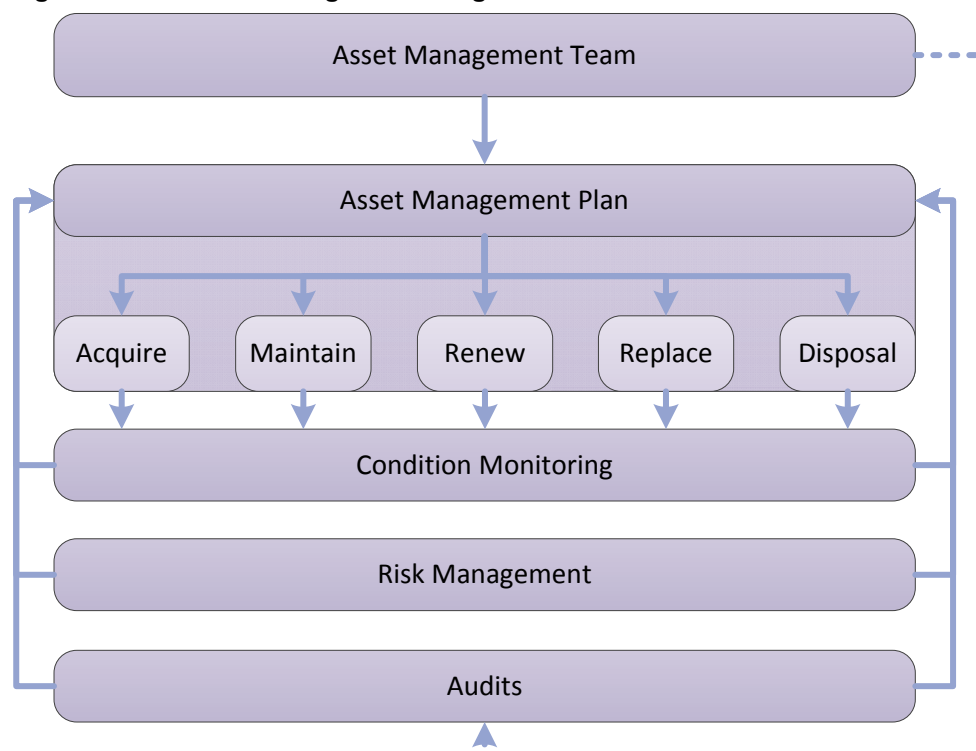 Asset Management Team
Asset Management Plan
Acquire
Maintain
Renew
Replace
Disposal
Condition Monitoring
Risk Management
Audits